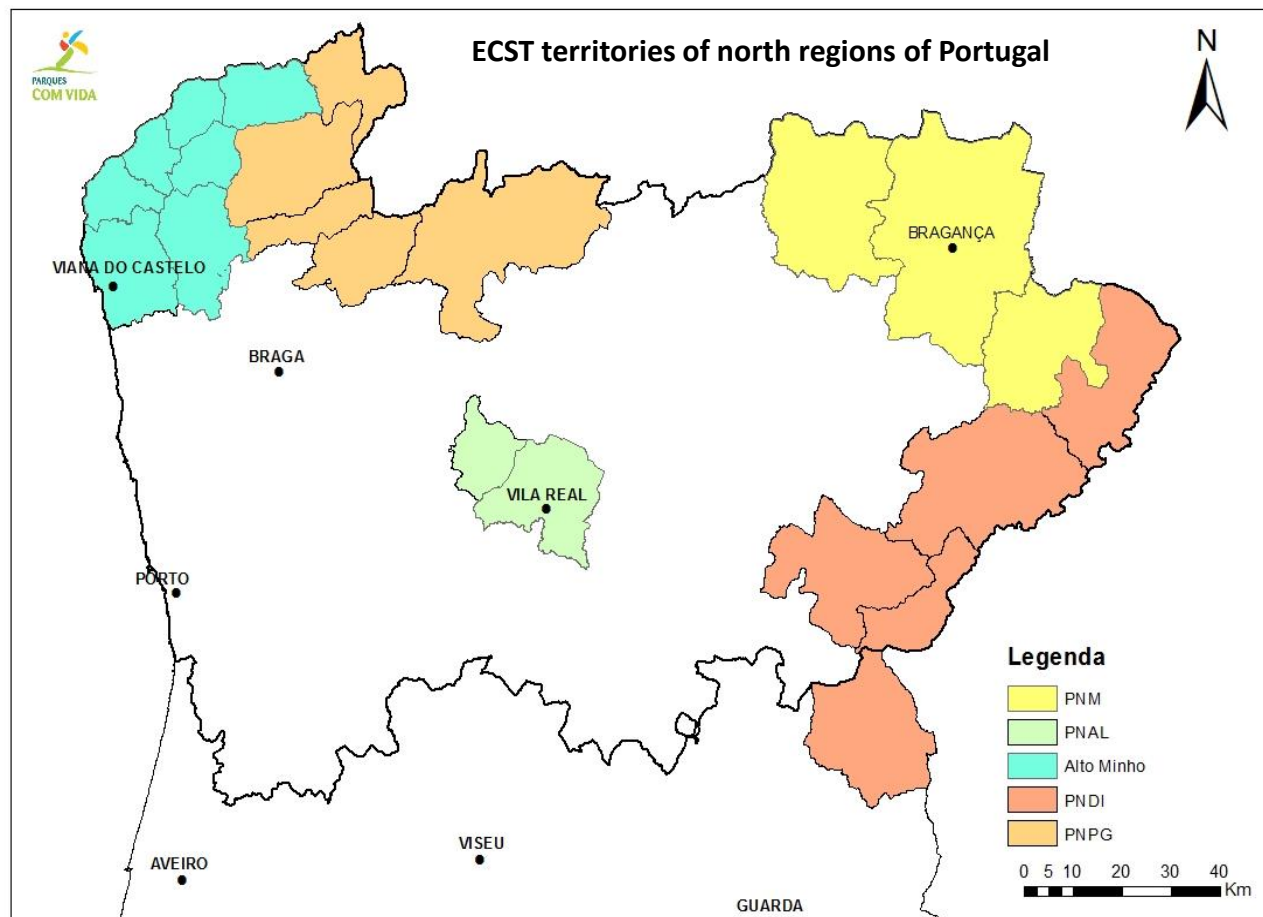 ECST territories of north regions of Portugal
N
PARQUES
COM VIDA
BRAGANÇA
VIANA DO CASTELO
BRAGA
VILA REAL
PORTO
Legenda
PNM
PNAL
Alto Minho
PNDI
PNPG
VISEU
AVEIRO
GUARDA
0 5 10 20 30 40
Km